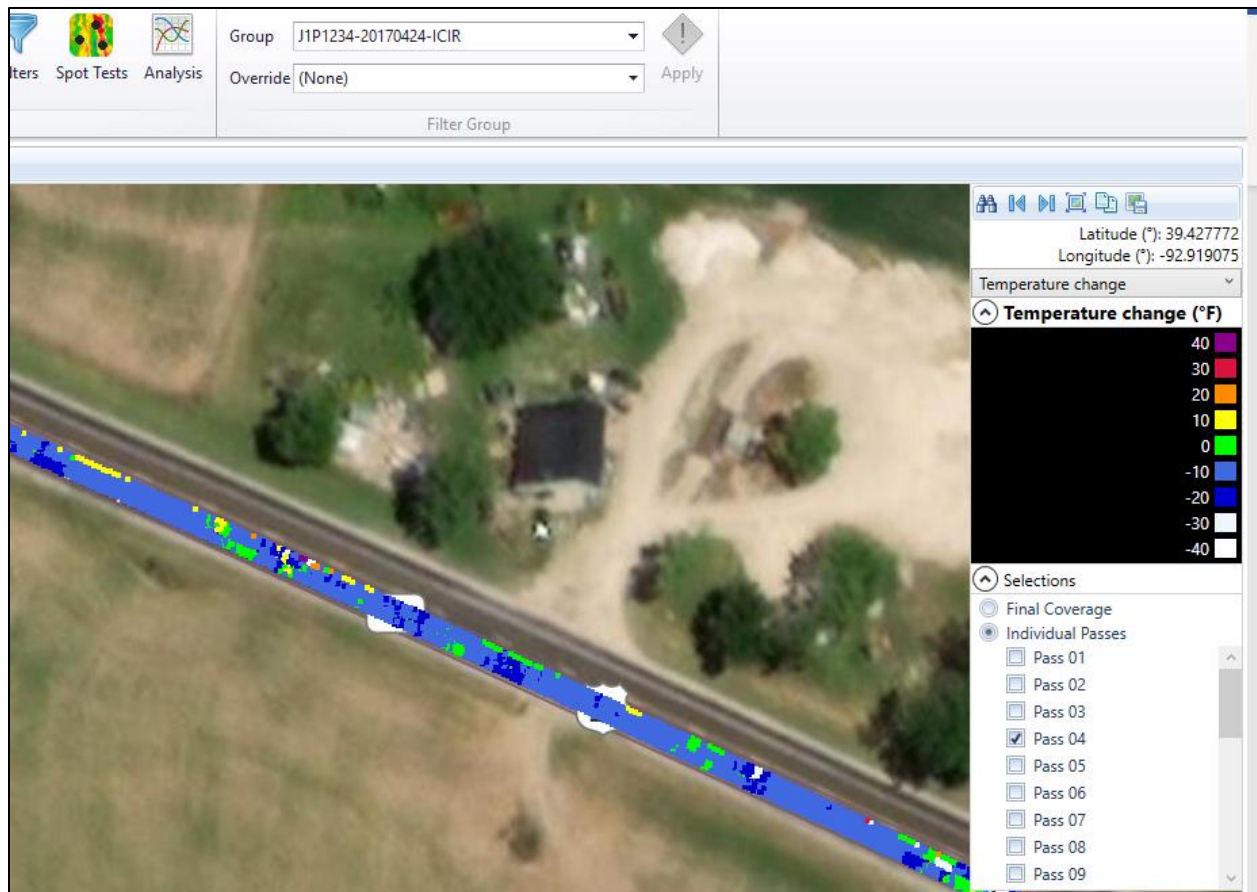 Group J1P1234-20170424-ICIR
lters Spot Tests Analysis Override (None) Apply
Filter Group
Latitude (°): 39.427772
Longitude (°): -92.919075
Temperature change
Temperature change (°F)
40
30
20
10
0
-10
-20
-30
-40
Selections
Final Coverage
Individual Passes
Pass 01
Pass 02
Pass 03
Pass 04
Pass 05
Pass 06
Pass 07
Pass 08
Pass 09